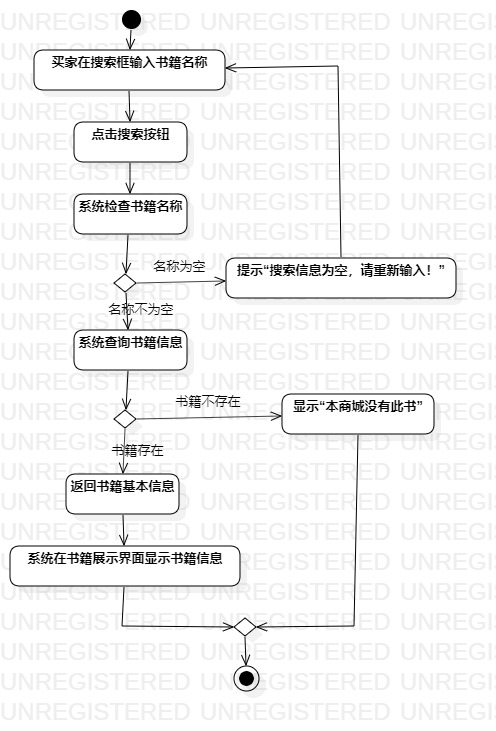 买家在搜索框输入书籍名称
点击搜索按钮
系统检查书籍名称
名称为空
提示“搜索信息为空，请重新输入！”
名称不为空
系统查询书籍信息
书籍不存在
显示“本商城没有此书”
书籍存在
返回书籍基本信息
系统在书籍展示界面显示书籍信息
UNREGISTERED UNREGISTERED UNREGISTERED